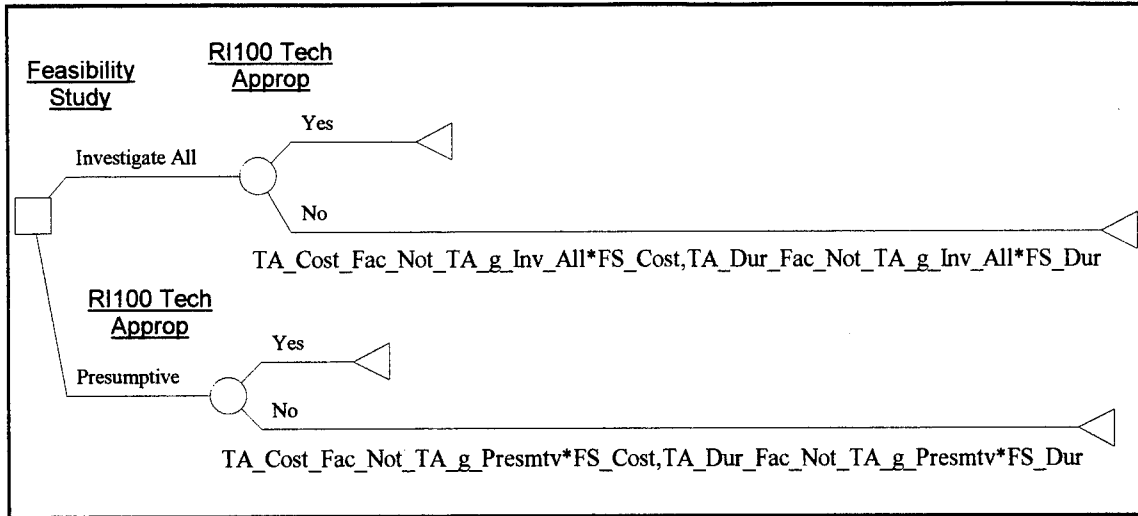 Feasibility
Study
RI100 Tech
Approp
Investigate All
Yes
No
TA_Cost_Fac_Not_TA_g_Inv_All*FS_Cost,TA_Dur_Fac_Not_TA_g_Inv_All*FS_Dur
RI100 Tech
Approp
Presumptive
Yes
No
TA_Cost_Fac_Not_TA_g_Presmtv*FS_Cost,TA_Dur_Fac_Not_TA_g_Presmtv*FS_Dur